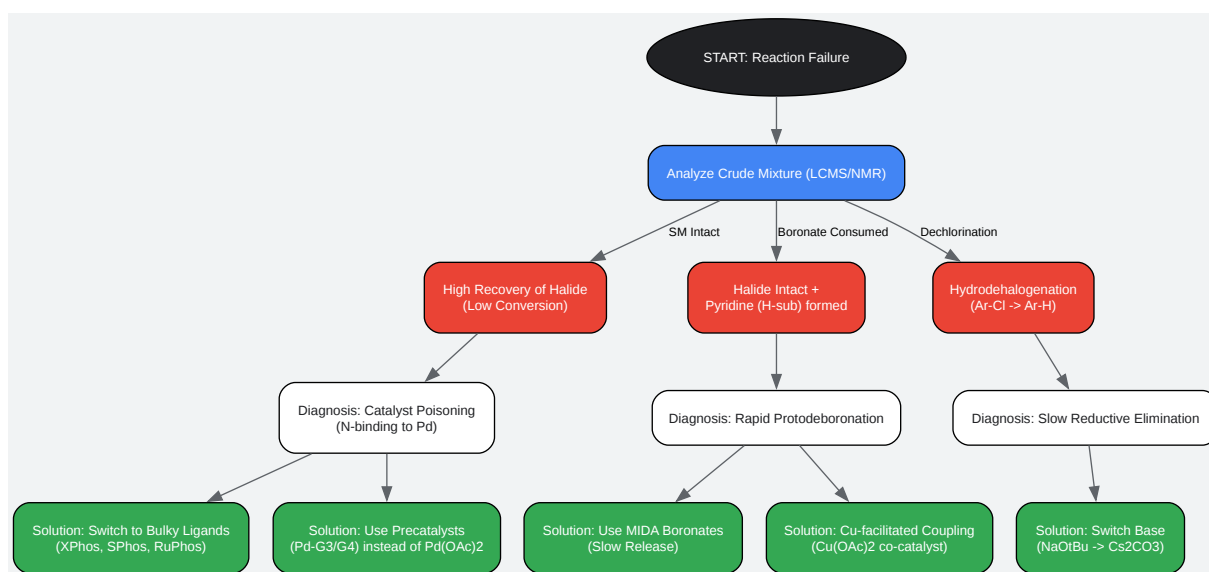 START: Reaction Failure
Analyze Crude Mixture (LCMS/NMR)
SM Intact
Boronate Consumed
Dechlorination
High Recovery of Halide
(Low Conversion)
Halide Intact +
Pyridine (H-sub) formed
Hydrodehalogenation
(Ar-Cl -> Ar-H)
Diagnosis: Catalyst Poisoning
(N-binding to Pd)
Diagnosis: Rapid Protodeboronation
Diagnosis: Slow Reductive Elimination
Solution: Switch to Bulky Ligands
(XPhos, SPhos, RuPhos)
Solution: Use Precatalysts
(Pd-G3/G4) instead of Pd(OAc)2
Solution: Use MIDA Boronates
(Slow Release)
Solution: Cu-facilitated Coupling
(Cu(OAc)2 co-catalyst)
Solution: Switch Base
(NaOtBu -> Cs2CO3)